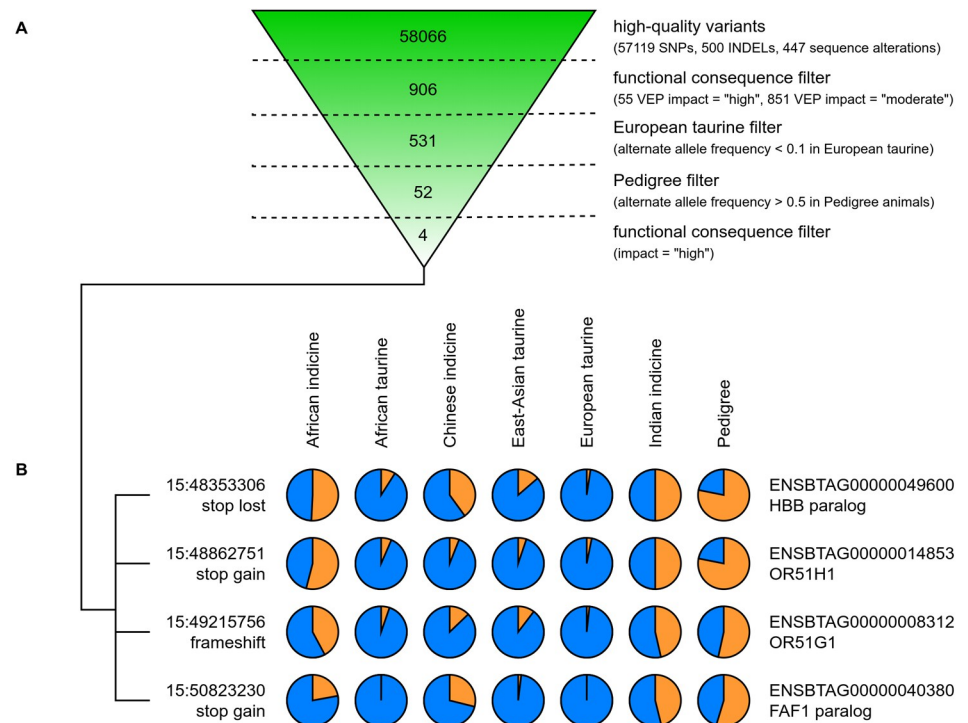 A
58066
high-quality variants
(57119 SNPs, 500 INDELs, 447 sequence alterations)
906
functional consequence filter
(55 VEP impact = "high", 851 VEP impact = "moderate")
531
European taurine filter
(alternate allele frequency < 0.1 in European taurine)
52
Pedigree filter
(alternate allele frequency > 0.5 in Pedigree animals)
4
functional consequence filter
(impact = "high")
African indicine
African taurine
Chinese indicine
East-Asian taurine
European taurine
Indian indicine
Pedigree
B
15:48353306
stop lost
ENSBTAG00000049600
HBB paralog
15:48862751
stop gain
ENSBTAG00000014853
OR51H1
15:49215756
frameshift
ENSBTAG00000008312
OR51G1
15:50823230
stop gain
ENSBTAG00000040380
FAF1 paralog